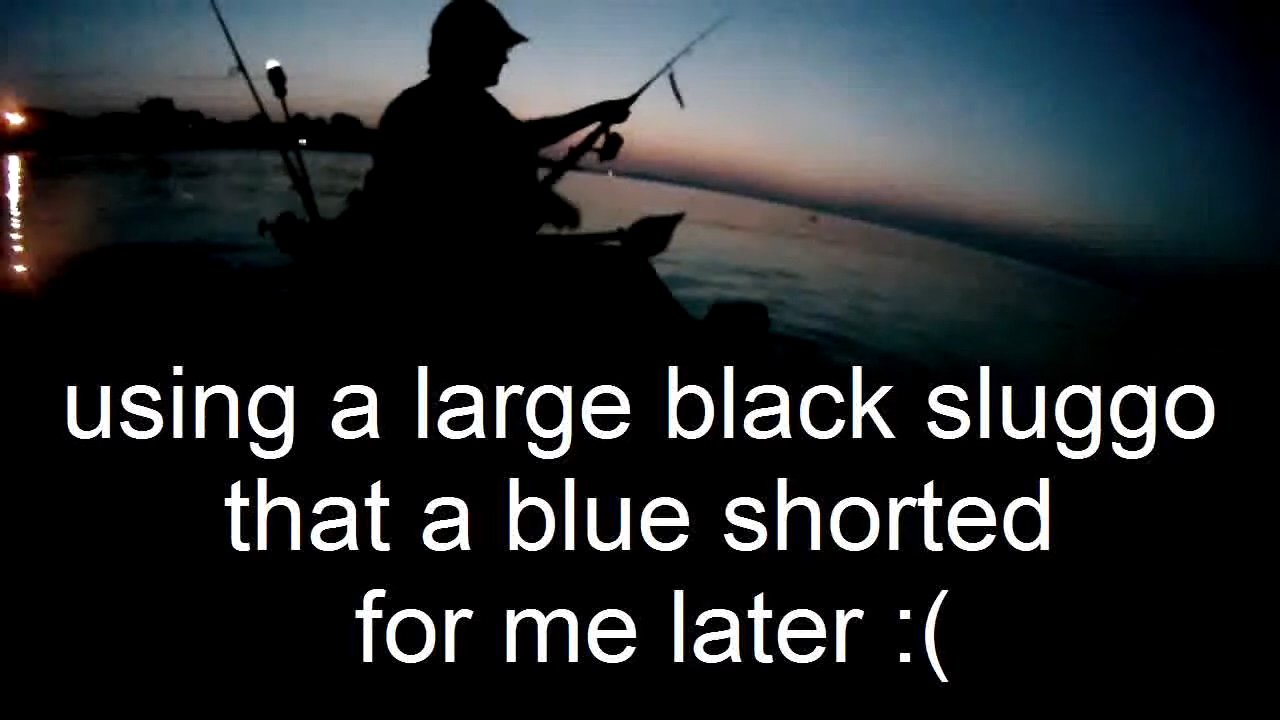 using a large black sluggo
that a blue shorted
for me later :(